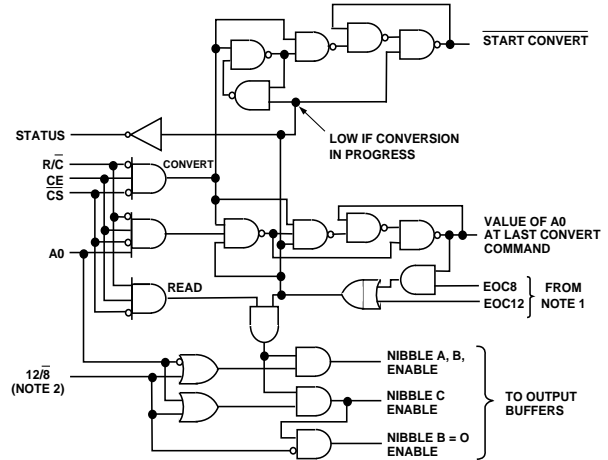 START CONVERT
STATUS
LOW IF CONVERSION
IN PROGRESS
R/C
CONVERT
CE
CS
VALUE OF A0
AT LAST CONVERT
COMMAND
A0
READ
EOC8
EOC12
FROM
NOTE 1
12/8
(NOTE 2)
NIBBLE A, B,
ENABLE
NIBBLE C
ENABLE
NIBBLE B = O
ENABLE
TO OUTPUT
BUFFERS